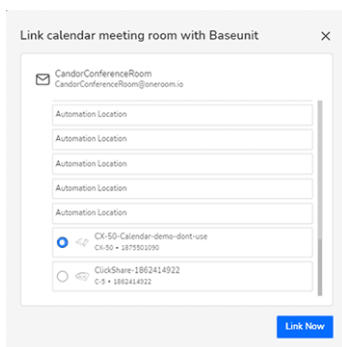 Link calendar meeting room with Baseunit
CandorConferenceRoom
CandorConferenceRoom@oneroom.io
Automation Location
Automation Location
Automation Location
Automation Location
Automation Location
CX-50-Calendar-demo-dont-use
CX-50 • 1875501090
ClickShare-1862414922
C-5 • 1862414922
Link Now